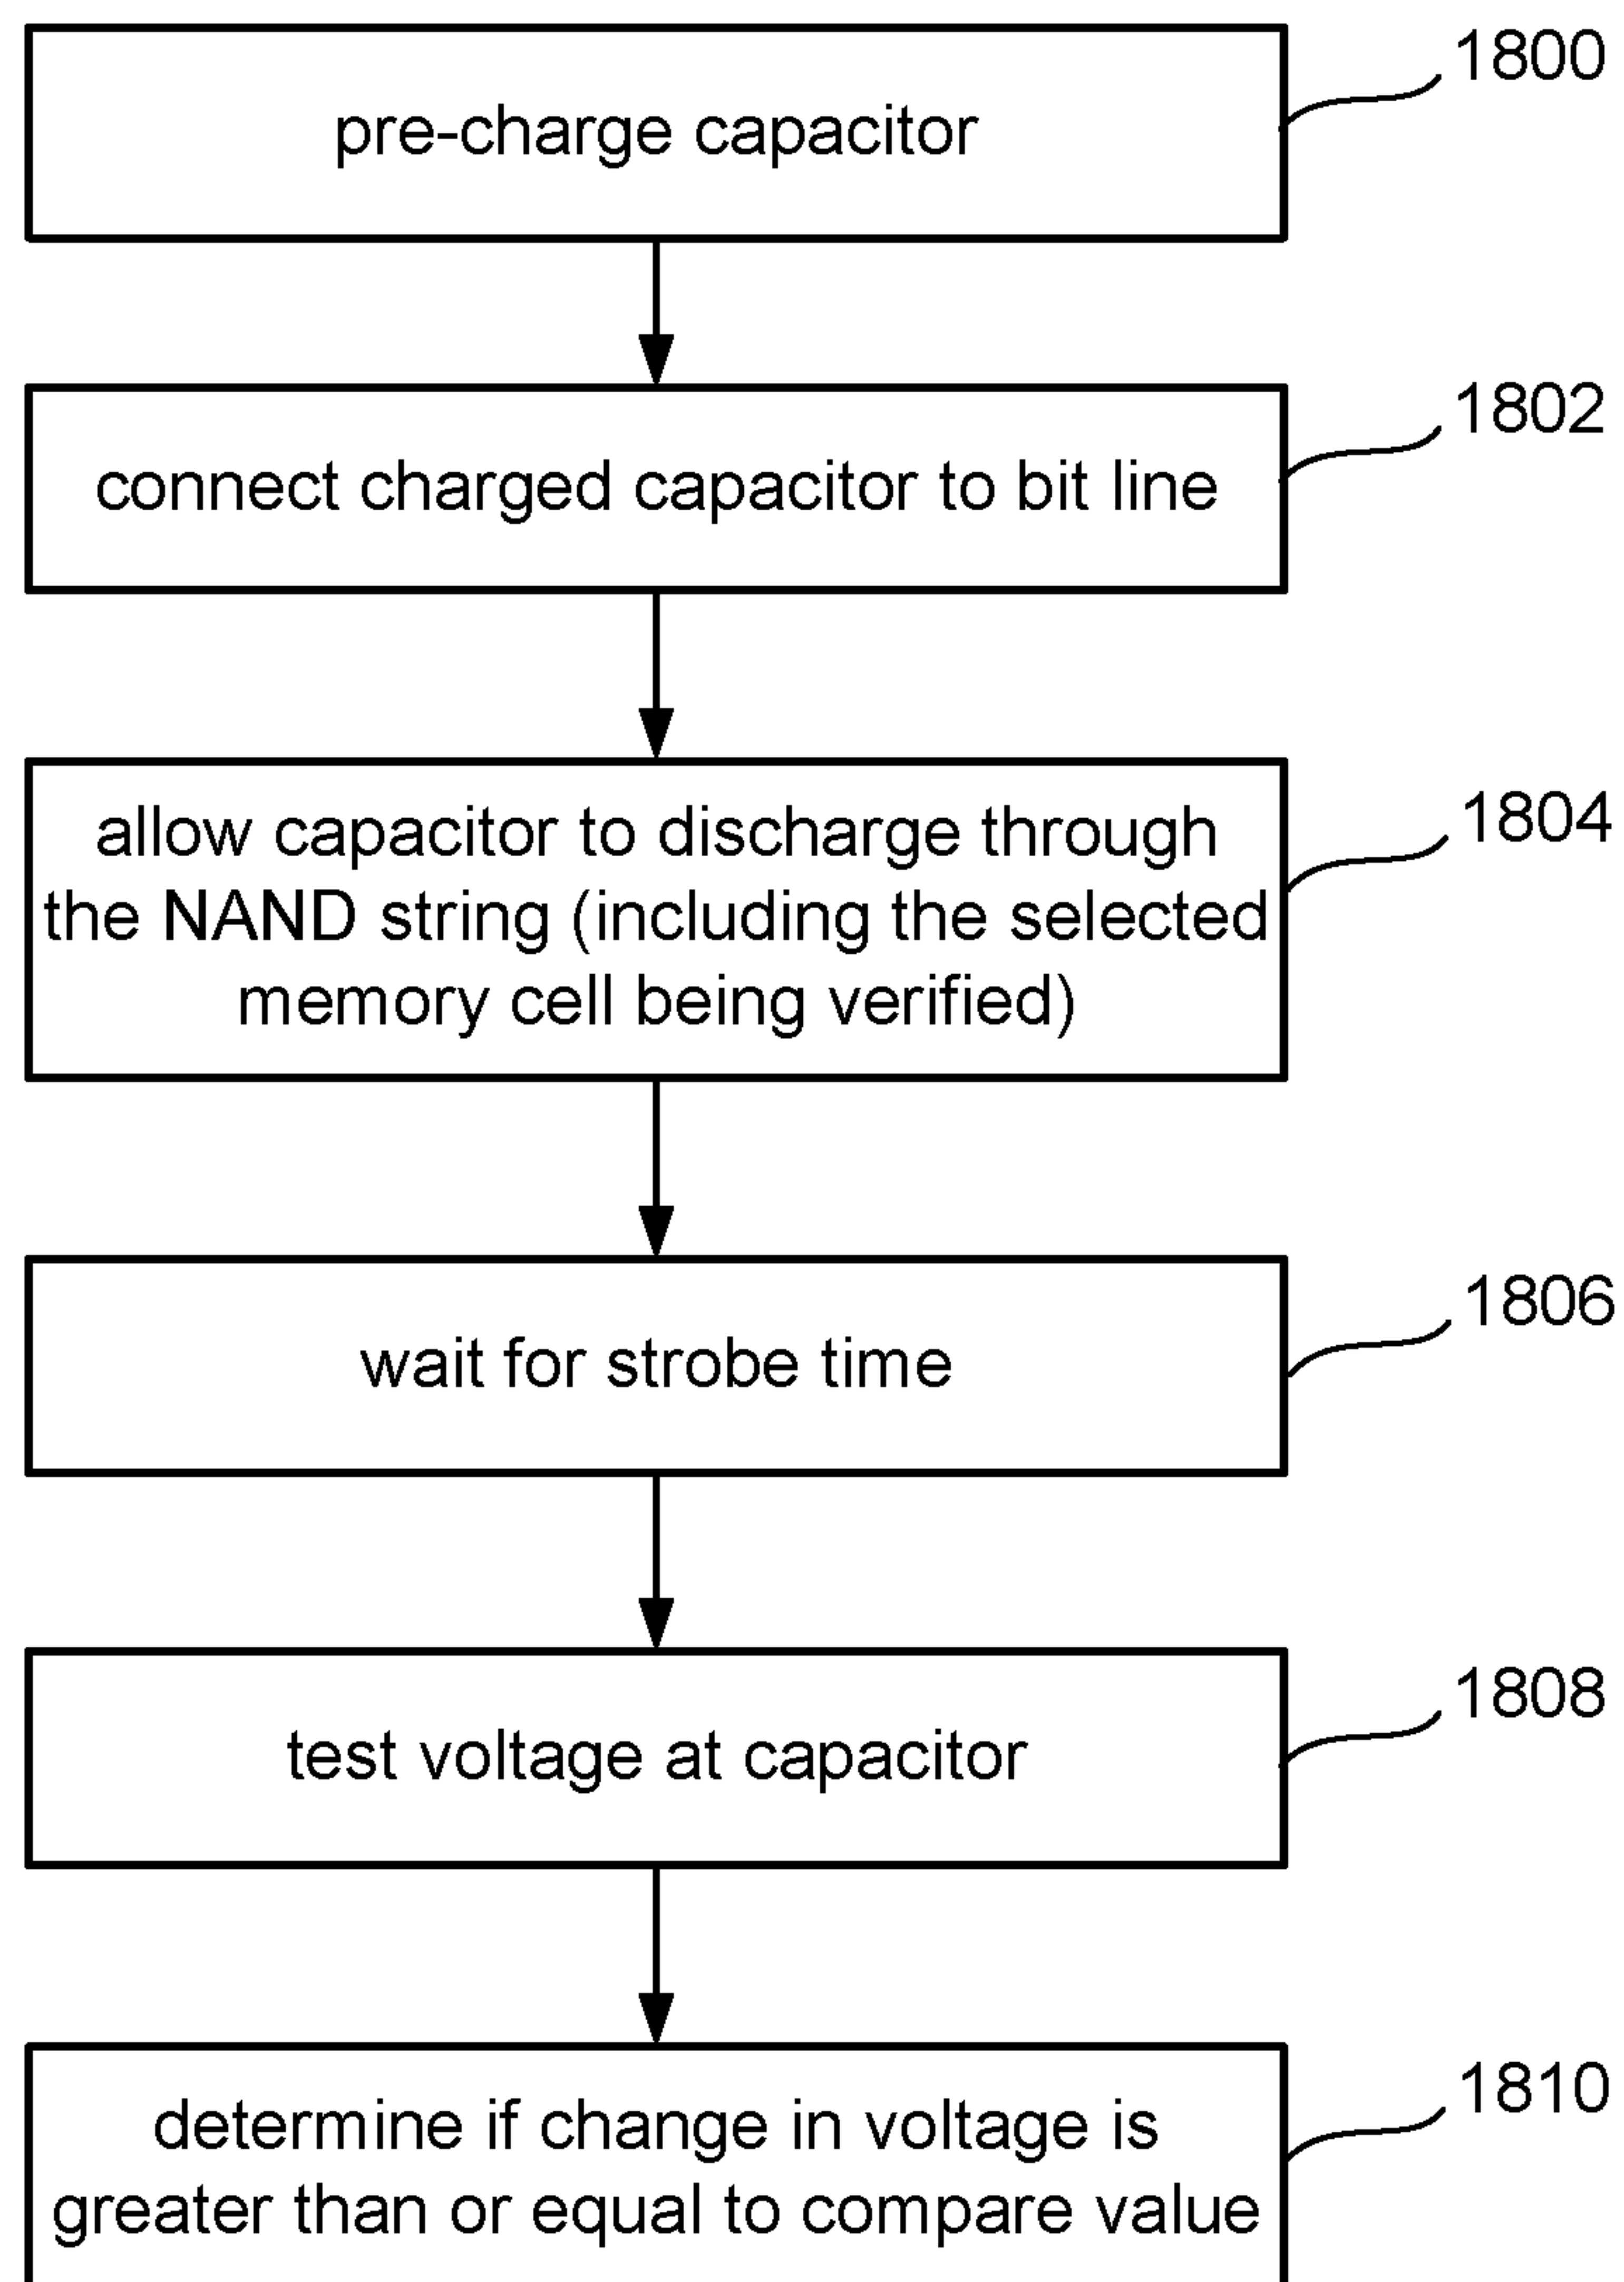 pre-charge capacitor
1800
connect charged capacitor to bit line
1802
allow capacitor to discharge through
the NAND string (including the selected
memory cell being verified)
1804
wait for strobe time
1806
test voltage at capacitor
1808
determine if change in voltage is
greater than or equal to compare value
1810